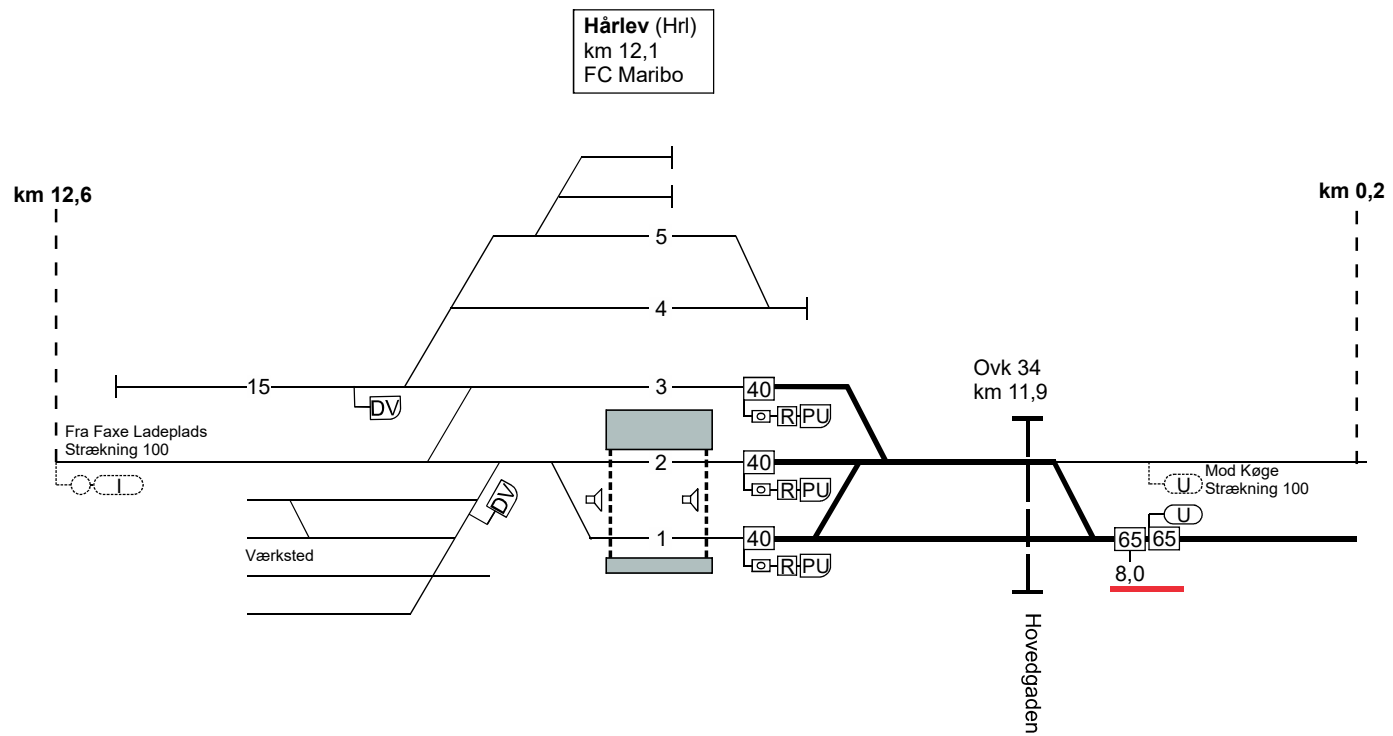 Hårlev (Hrl)
km 12,1
FC Maribo
km 12,6
km 0,2
5
4
Ovk 34
km 11,9
15
3
40
DV
R PU
Fra Faxe Ladeplads
Strækning 100
2
40
I
R PU
Mod Køge
Strækning 100
U
DV
U
1
40
65 65
Værksted
R PU
8,0
Hovedgaden